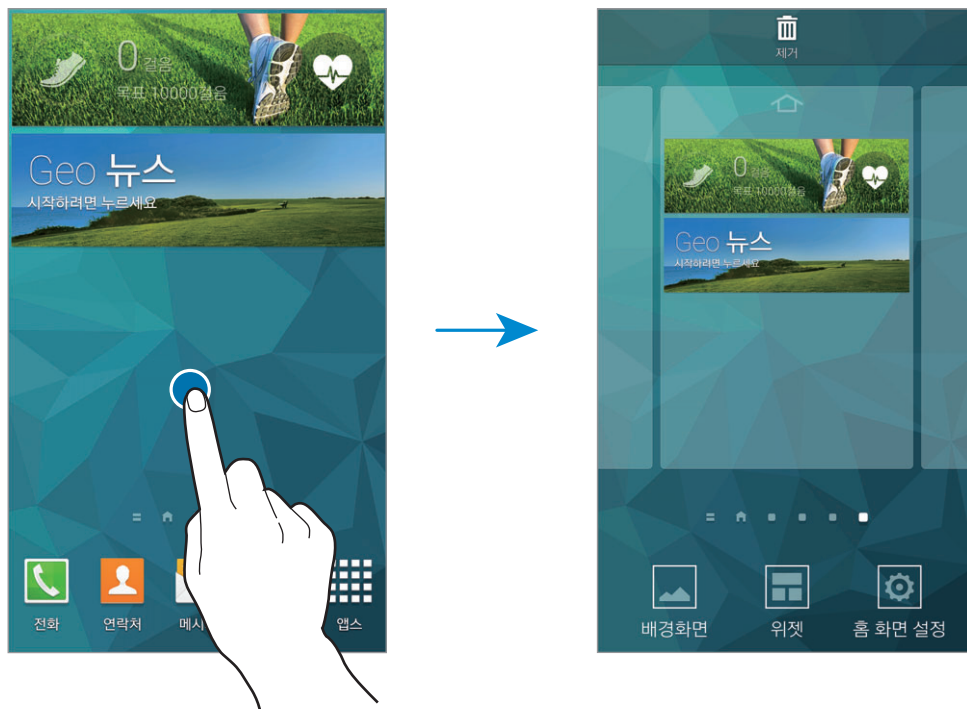 0 걸음
목표 10000걸음
Geo 뉴스
시작하려면 누르세요
전화
연락처
메시
앱스
제거
0 걸음
목표 10000걸음
Geo 뉴스
시작하려면 누르세요
배경화면
위젯
홈 화면 설정